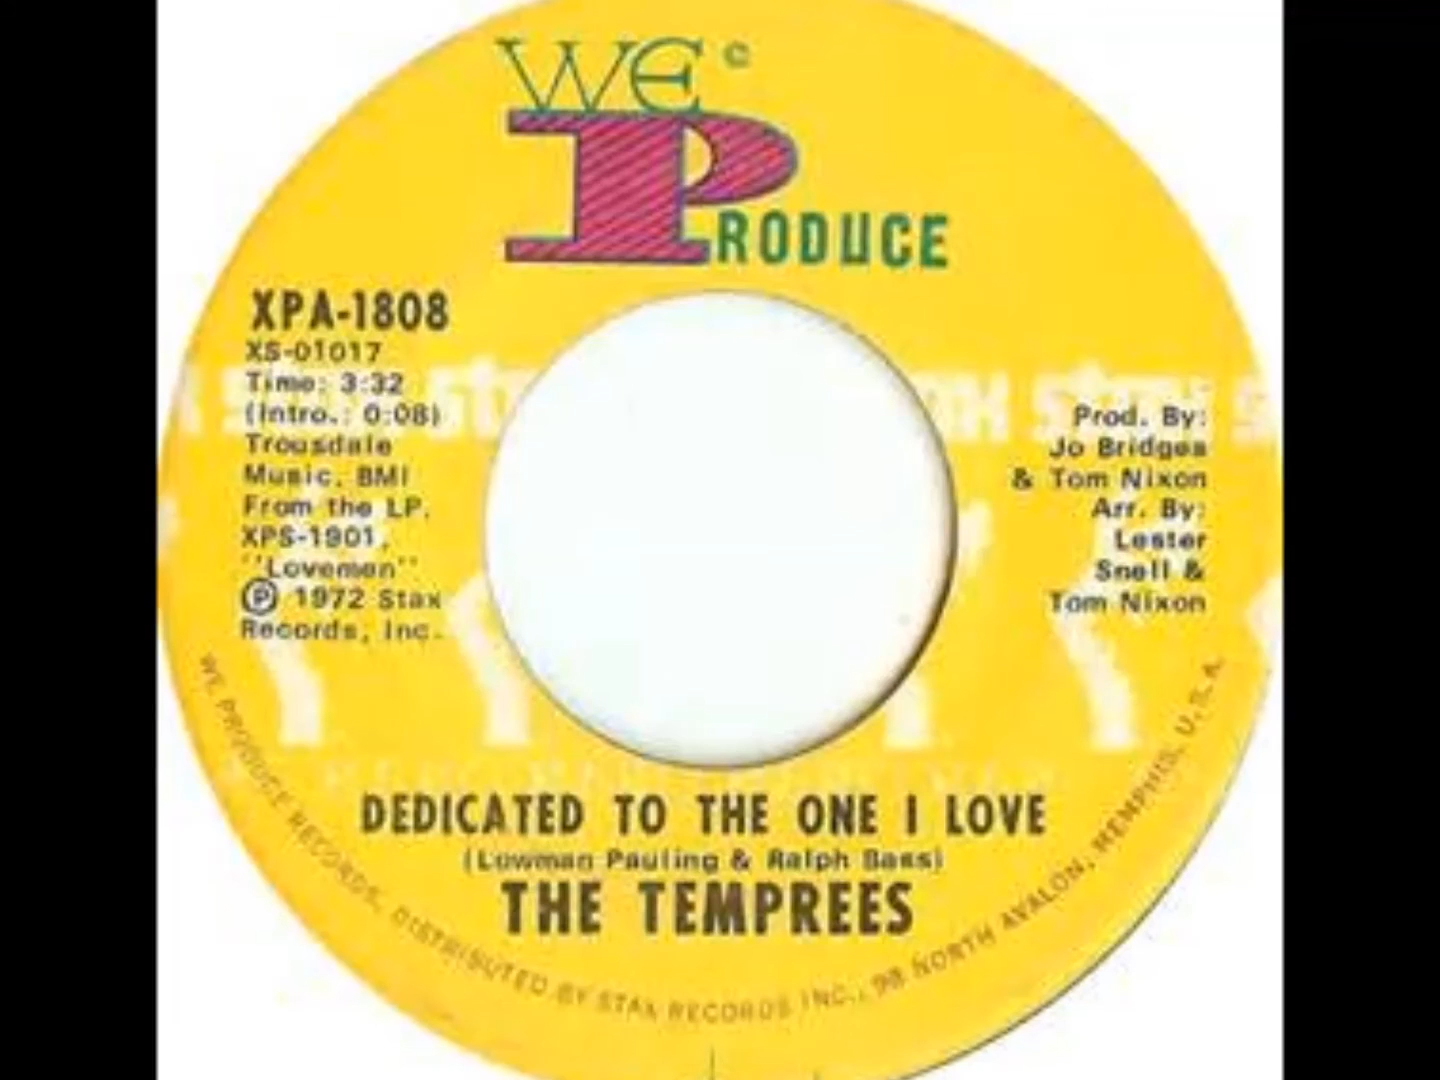 WE ©
PRODUCE
XPA-1808
XS-01017
Time: 3:32
(Intro.: 0:08)
Trousdale
Music, BMI
From the LP.
XPS-1901,
"Lovemen"
℗ 1972 Stax
Records, Inc.
Prod. By:
Jo Bridges
& Tom Nixon
Arr. By:
Lester
Snell &
Tom Nixon
DEDICATED TO THE ONE I LOVE
(Lowman Pauling & Ralph Bass)
THE TEMPREES
WE PRODUCE RECORDS, DISTRIBUTED BY STAX RECORDS INC., 98 NORTH AVALON, MEMPHIS, U.S.A.
stax